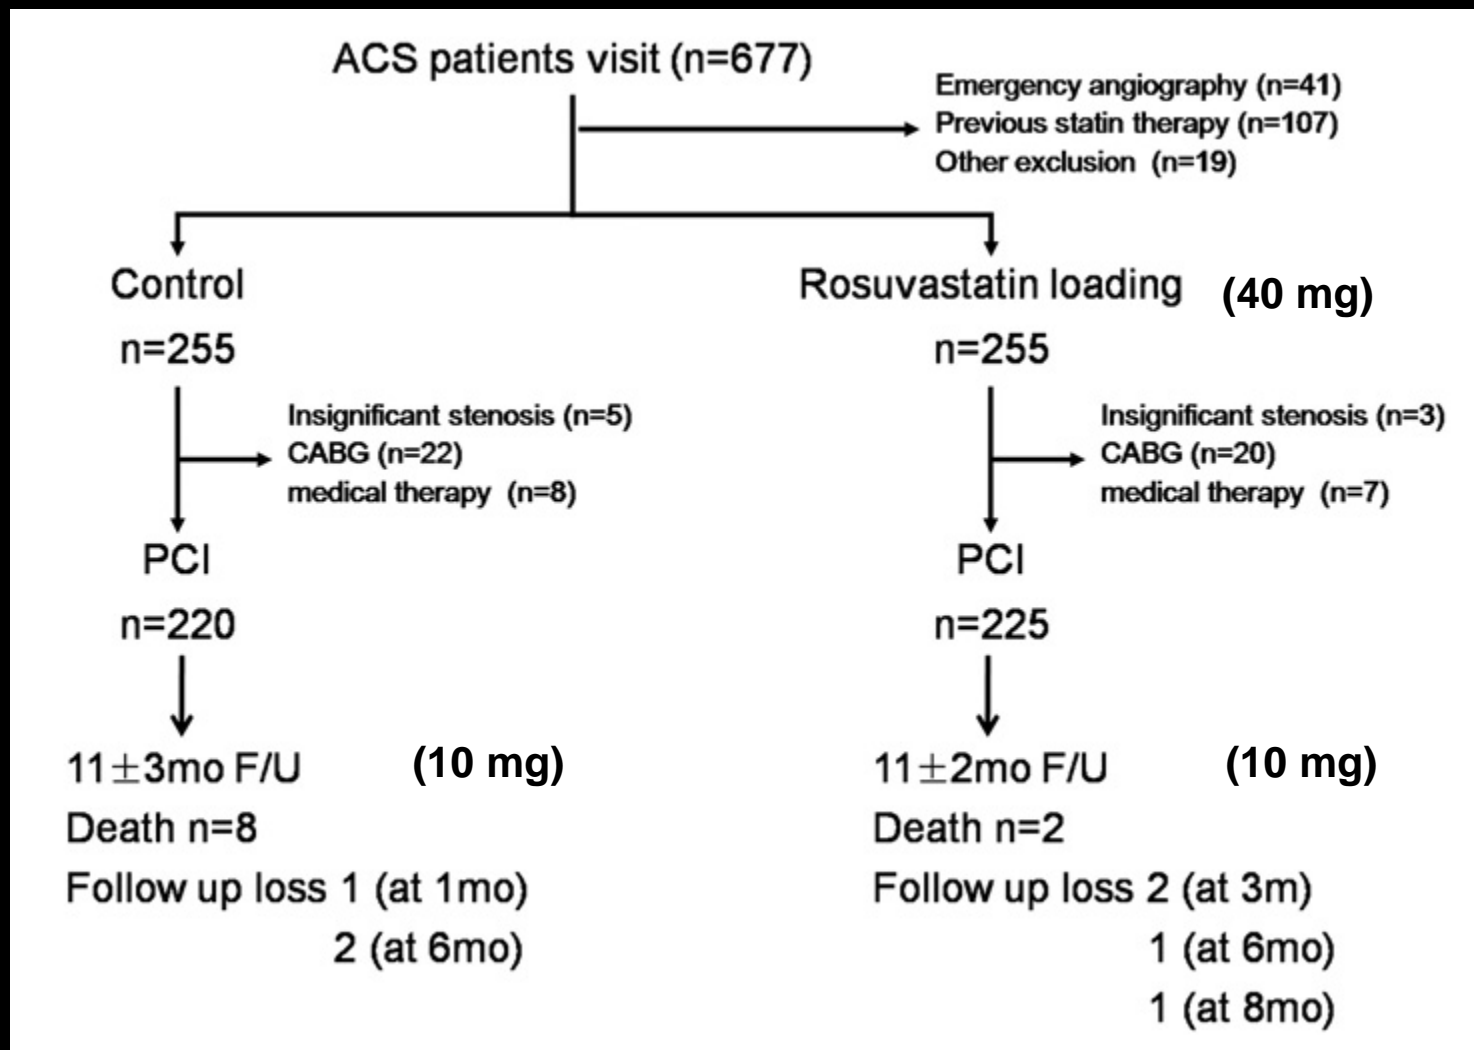 ACS patients visit (n=677)
Emergency angiography (n=41)
Previous statin therapy (n=107)
Other exclusion (n=19)
Control
n=255
Rosuvastatin loading (40 mg)
n=255
Insignificant stenosis (n=5)
CABG (n=22)
medical therapy (n=8)
Insignificant stenosis (n=3)
CABG (n=20)
medical therapy (n=7)
PCI
n=220
PCI
n=225
11±3mo F/U (10 mg)
Death n=8
Follow up loss 1 (at 1mo)
2 (at 6mo)
11±2mo F/U (10 mg)
Death n=2
Follow up loss 2 (at 3m)
1 (at 6mo)
1 (at 8mo)